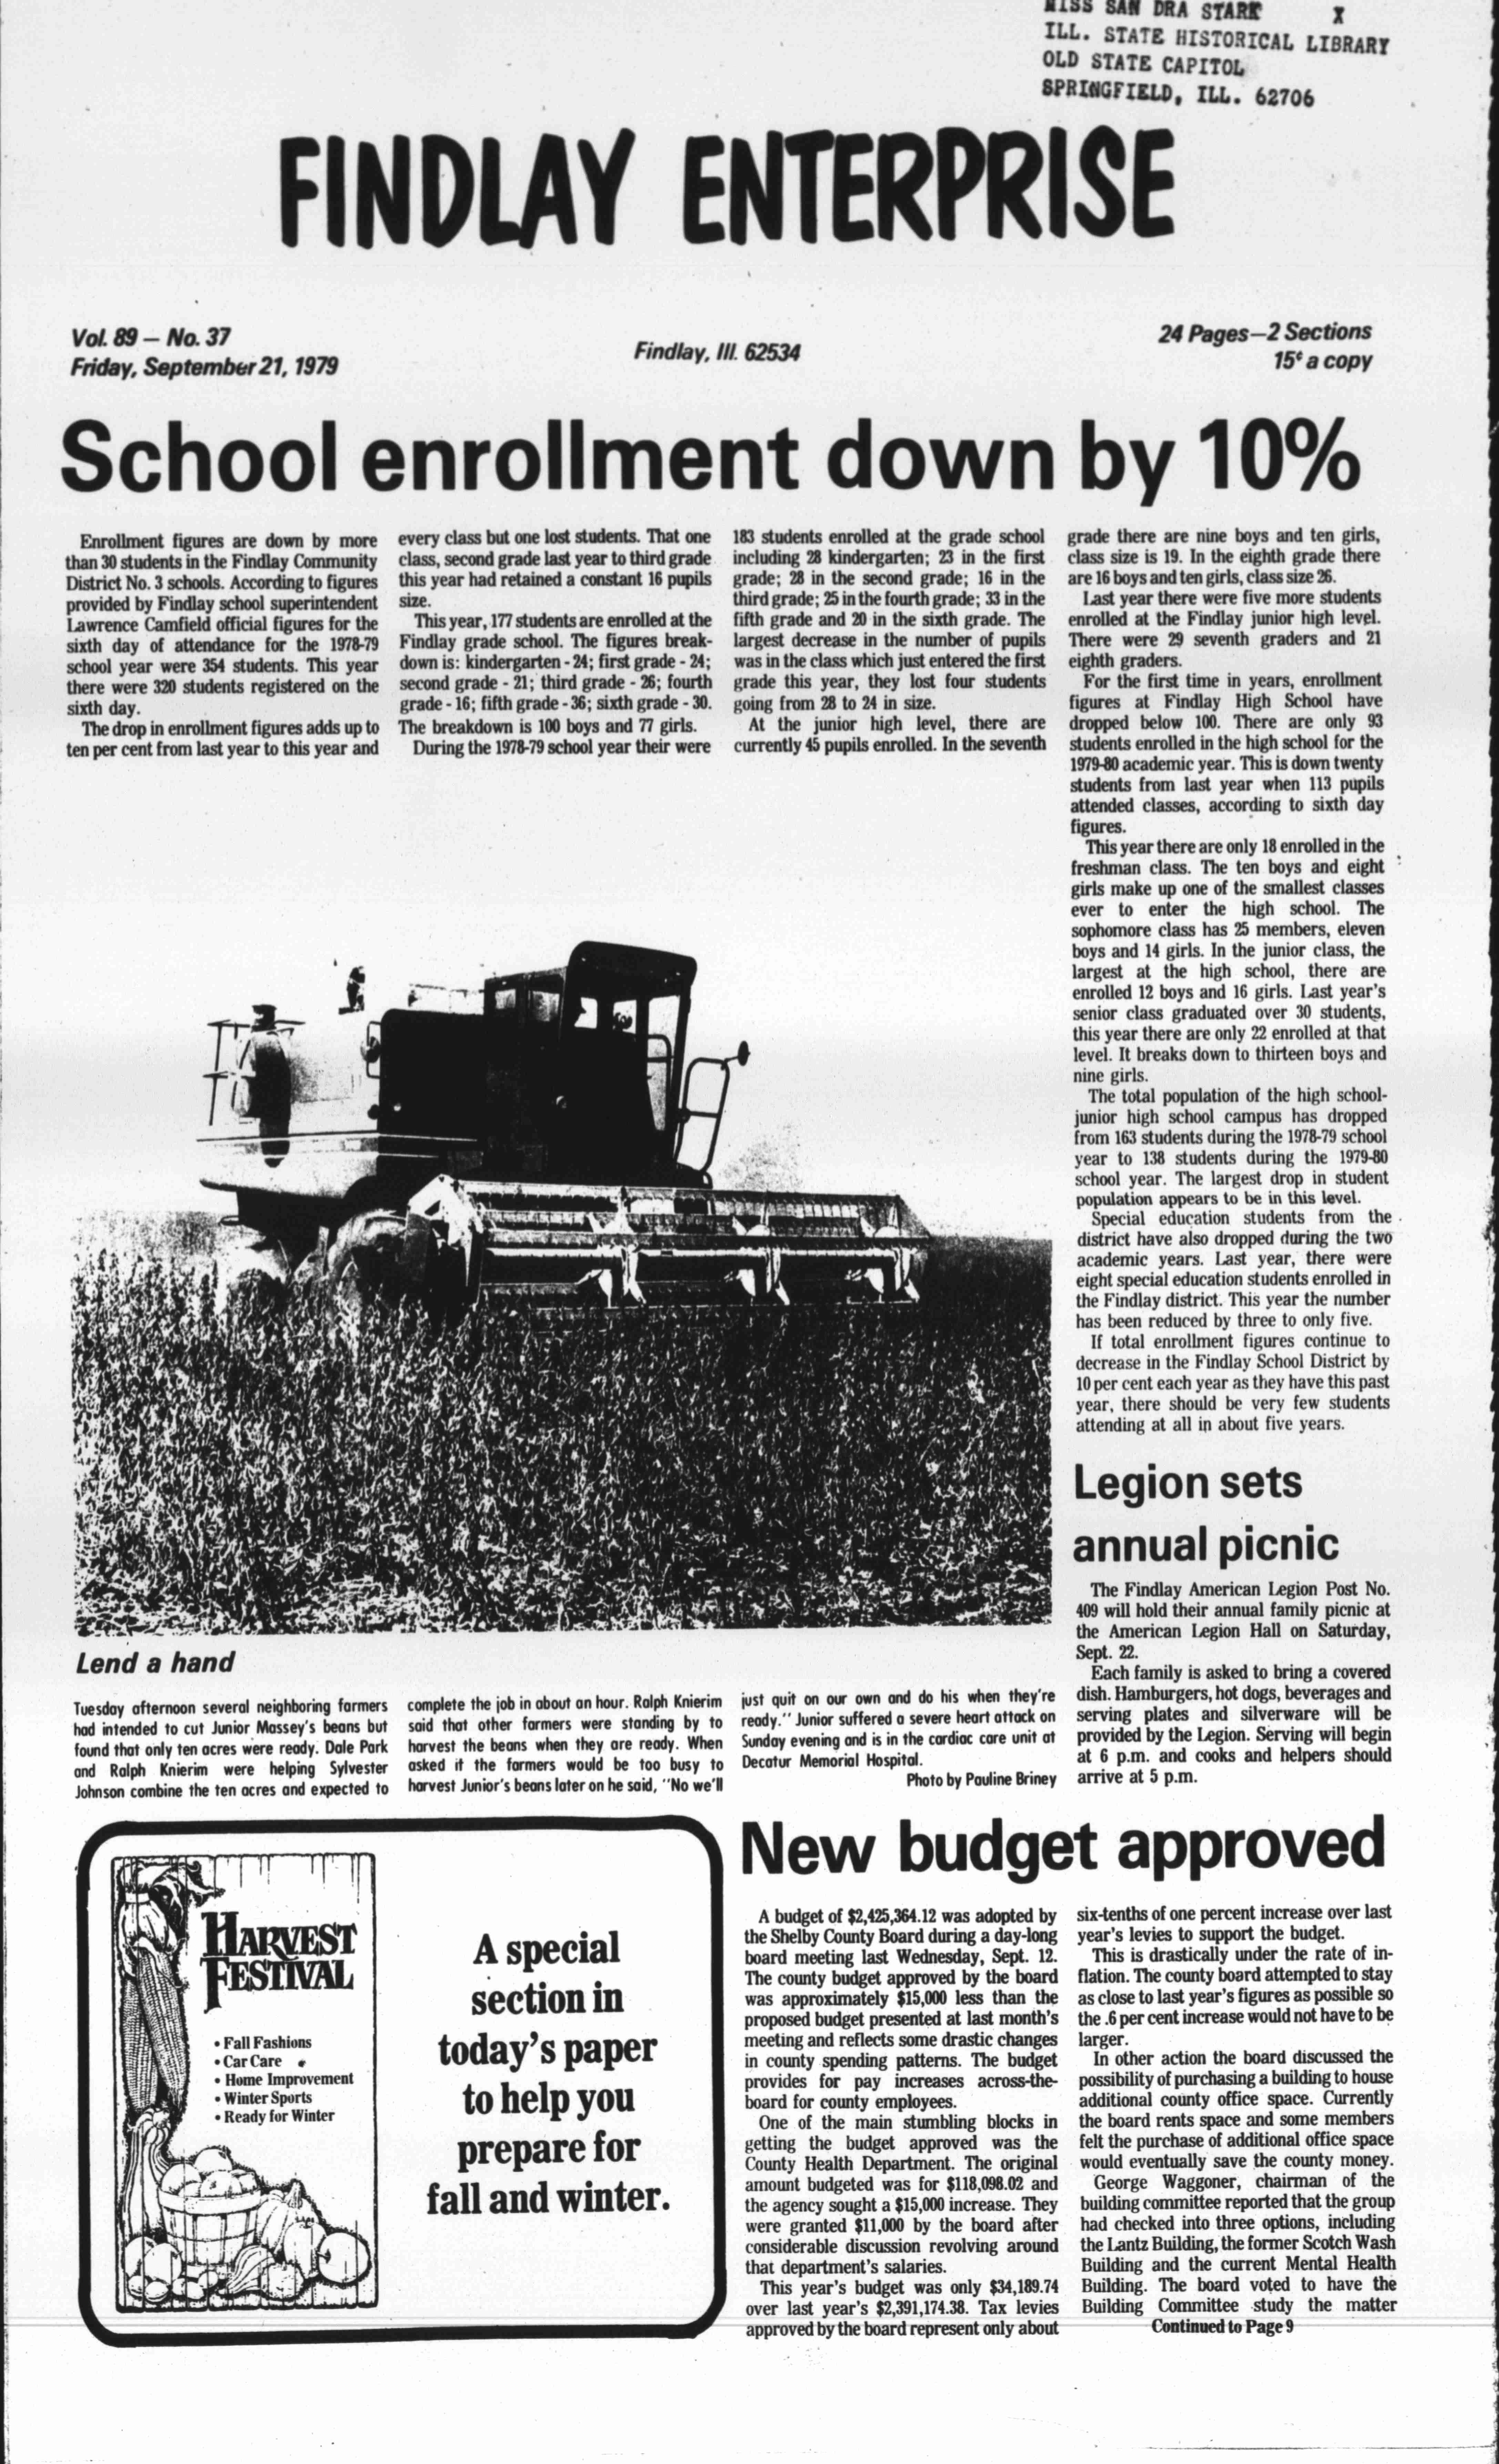 MISS SAN DRA STARK X
ILL. STATE HISTORICAL LIBRARY
OLD STATE CAPITOL
SPRINGFIELD, ILL. 62706
FINDLAY ENTERPRISE
Vol. 89 — No. 37
Friday, September 21, 1979
Findlay, Ill. 62534
24 Pages—2 Sections
15¢ a copy
School enrollment down by 10%
Enrollment figures are down by more
than 30 students in the Findlay Community
District No. 3 schools. According to figures
provided by Findlay school superintendent
Lawrence Camfield official figures for the
sixth day of attendance for the 1978-79
school year were 354 students. This year
there were 320 students registered on the
sixth day.
The drop in enrollment figures adds up to
ten per cent from last year to this year and
every class but one lost students. That one
class, second grade last year to third grade
this year had retained a constant 16 pupils
size.
This year, 177 students are enrolled at the
Findlay grade school. The figures break-
down is: kindergarten - 24; first grade - 24;
second grade - 21; third grade - 26; fourth
grade - 16; fifth grade - 36; sixth grade - 30.
The breakdown is 100 boys and 77 girls.
During the 1978-79 school year their were
183 students enrolled at the grade school
including 28 kindergarten; 23 in the first
grade; 28 in the second grade; 16 in the
third grade; 25 in the fourth grade; 33 in the
fifth grade and 20 in the sixth grade. The
largest decrease in the number of pupils
was in the class which just entered the first
grade this year, they lost four students
going from 28 to 24 in size.
At the junior high level, there are
currently 45 pupils enrolled. In the seventh
grade there are nine boys and ten girls,
class size is 19. In the eighth grade there
are 16 boys and ten girls, class size 26.
Last year there were five more students
enrolled at the Findlay junior high level.
There were 29 seventh graders and 21
eighth graders.
For the first time in years, enrollment
figures at Findlay High School have
dropped below 100. There are only 93
students enrolled in the high school for the
1979-80 academic year. This is down twenty
students from last year when 113 pupils
attended classes, according to sixth day
figures.
This year there are only 18 enrolled in the
freshman class. The ten boys and eight
girls make up one of the smallest classes
ever to enter the high school. The
sophomore class has 25 members, eleven
boys and 14 girls. In the junior class, the
largest at the high school, there are
enrolled 12 boys and 16 girls. Last year's
senior class graduated over 30 students,
this year there are only 22 enrolled at that
level. It breaks down to thirteen boys and
nine girls.
The total population of the high school-
junior high school campus has dropped
from 163 students during the 1978-79 school
year to 138 students during the 1979-80
school year. The largest drop in student
population appears to be in this level.
Special education students from the
district have also dropped during the two
academic years. Last year, there were
eight special education students enrolled in
the Findlay district. This year the number
has been reduced by three to only five.
If total enrollment figures continue to
decrease in the Findlay School District by
10 per cent each year as they have this past
year, there should be very few students
attending at all in about five years.
Legion sets
annual picnic
The Findlay American Legion Post No.
409 will hold their annual family picnic at
the American Legion Hall on Saturday,
Sept. 22.
Each family is asked to bring a covered
dish. Hamburgers, hot dogs, beverages and
serving plates and silverware will be
provided by the Legion. Serving will begin
at 6 p.m. and cooks and helpers should
arrive at 5 p.m.
Lend a hand
Tuesday afternoon several neighboring farmers
had intended to cut Junior Massey's beans but
found that only ten acres were ready. Dale Park
and Ralph Knierim were helping Sylvester
Johnson combine the ten acres and expected to
complete the job in about an hour. Ralph Knierim
said that other farmers were standing by to
harvest the beans when they are ready. When
asked if the farmers would be too busy to
harvest Junior's beans later on he said, "No we'll
just quit on our own and do his when they're
ready." Junior suffered a severe heart attack on
Sunday evening and is in the cardiac care unit at
Decatur Memorial Hospital.
Photo by Pauline Briney
HARVEST
FESTIVAL
• Fall Fashions
• Car Care
• Home Improvement
• Winter Sports
• Ready for Winter
A special
section in
today's paper
to help you
prepare for
fall and winter.
New budget approved
A budget of $2,425,364.12 was adopted by
the Shelby County Board during a day-long
board meeting last Wednesday, Sept. 12.
The county budget approved by the board
was approximately $15,000 less than the
proposed budget presented at last month's
meeting and reflects some drastic changes
in county spending patterns. The budget
provides for pay increases across-the-
board for county employees.
One of the main stumbling blocks in
getting the budget approved was the
County Health Department. The original
amount budgeted was for $118,098.02 and
the agency sought a $15,000 increase. They
were granted $11,000 by the board after
considerable discussion revolving around
that department's salaries.
This year's budget was only $34,189.74
over last year's $2,391,174.38. Tax levies
approved by the board represent only about
six-tenths of one percent increase over last
year's levies to support the budget.
This is drastically under the rate of in-
flation. The county board attempted to stay
as close to last year's figures as possible so
the .6 per cent increase would not have to be
larger.
In other action the board discussed the
possibility of purchasing a building to house
additional county office space. Currently
the board rents space and some members
felt the purchase of additional office space
would eventually save the county money.
George Waggoner, chairman of the
building committee reported that the group
had checked into three options, including
the Lantz Building, the former Scotch Wash
Building and the current Mental Health
Building. The board voted to have the
Building Committee study the matter
Continued to Page 9